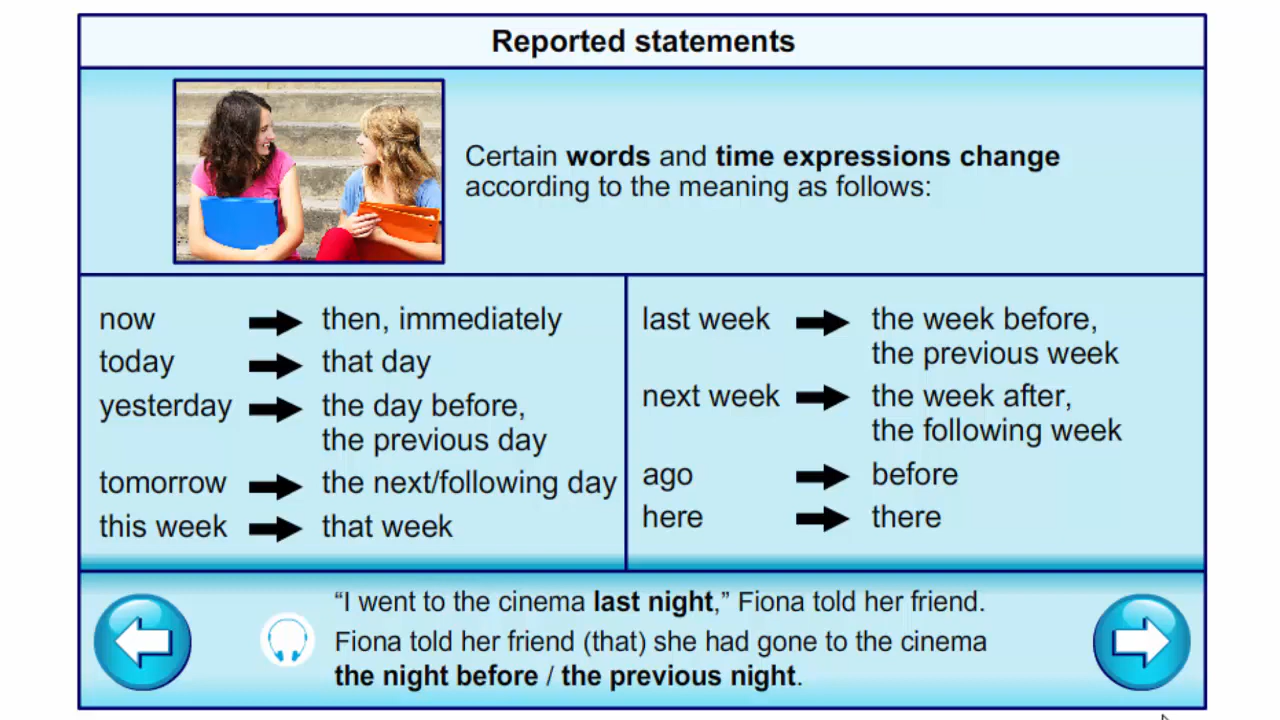 Reported statements
Certain words and time expressions change
according to the meaning as follows:
now then, immediately
today that day
yesterday the day before,
the previous day
tomorrow the next/following day
this week that week
last week the week before,
the previous week
next week the week after,
the following week
ago before
here there
“I went to the cinema last night,” Fiona told her friend.
Fiona told her friend (that) she had gone to the cinema
the night before / the previous night.